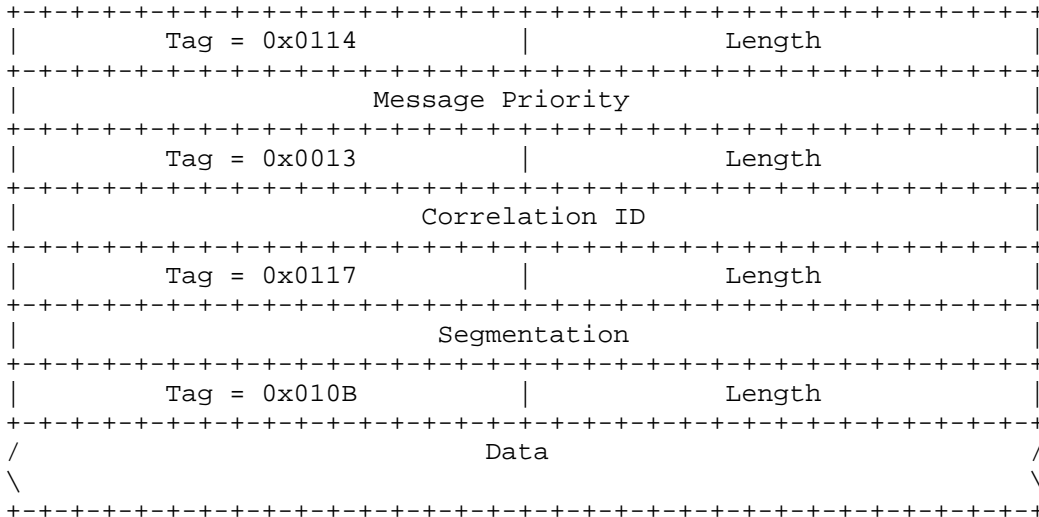 +-+-+-+-+-+-+-+-+-+-+-+-+-+-+-+-+-+-+-+-+-+-+-+-+-+-+-+-+-+-+-+-+
|         Tag = 0x0114          |            Length             |
+-+-+-+-+-+-+-+-+-+-+-+-+-+-+-+-+-+-+-+-+-+-+-+-+-+-+-+-+-+-+-+-+
|                      Message Priority                         |
+-+-+-+-+-+-+-+-+-+-+-+-+-+-+-+-+-+-+-+-+-+-+-+-+-+-+-+-+-+-+-+-+
|         Tag = 0x0013          |            Length             |
+-+-+-+-+-+-+-+-+-+-+-+-+-+-+-+-+-+-+-+-+-+-+-+-+-+-+-+-+-+-+-+-+
|                         Correlation ID                        |
+-+-+-+-+-+-+-+-+-+-+-+-+-+-+-+-+-+-+-+-+-+-+-+-+-+-+-+-+-+-+-+-+
|         Tag = 0x0117          |            Length             |
+-+-+-+-+-+-+-+-+-+-+-+-+-+-+-+-+-+-+-+-+-+-+-+-+-+-+-+-+-+-+-+-+
|                          Segmentation                         |
+-+-+-+-+-+-+-+-+-+-+-+-+-+-+-+-+-+-+-+-+-+-+-+-+-+-+-+-+-+-+-+-+
|         Tag = 0x010B          |            Length             |
+-+-+-+-+-+-+-+-+-+-+-+-+-+-+-+-+-+-+-+-+-+-+-+-+-+-+-+-+-+-+-+-+
/                             Data                              /
\                                                               \
+-+-+-+-+-+-+-+-+-+-+-+-+-+-+-+-+-+-+-+-+-+-+-+-+-+-+-+-+-+-+-+-+